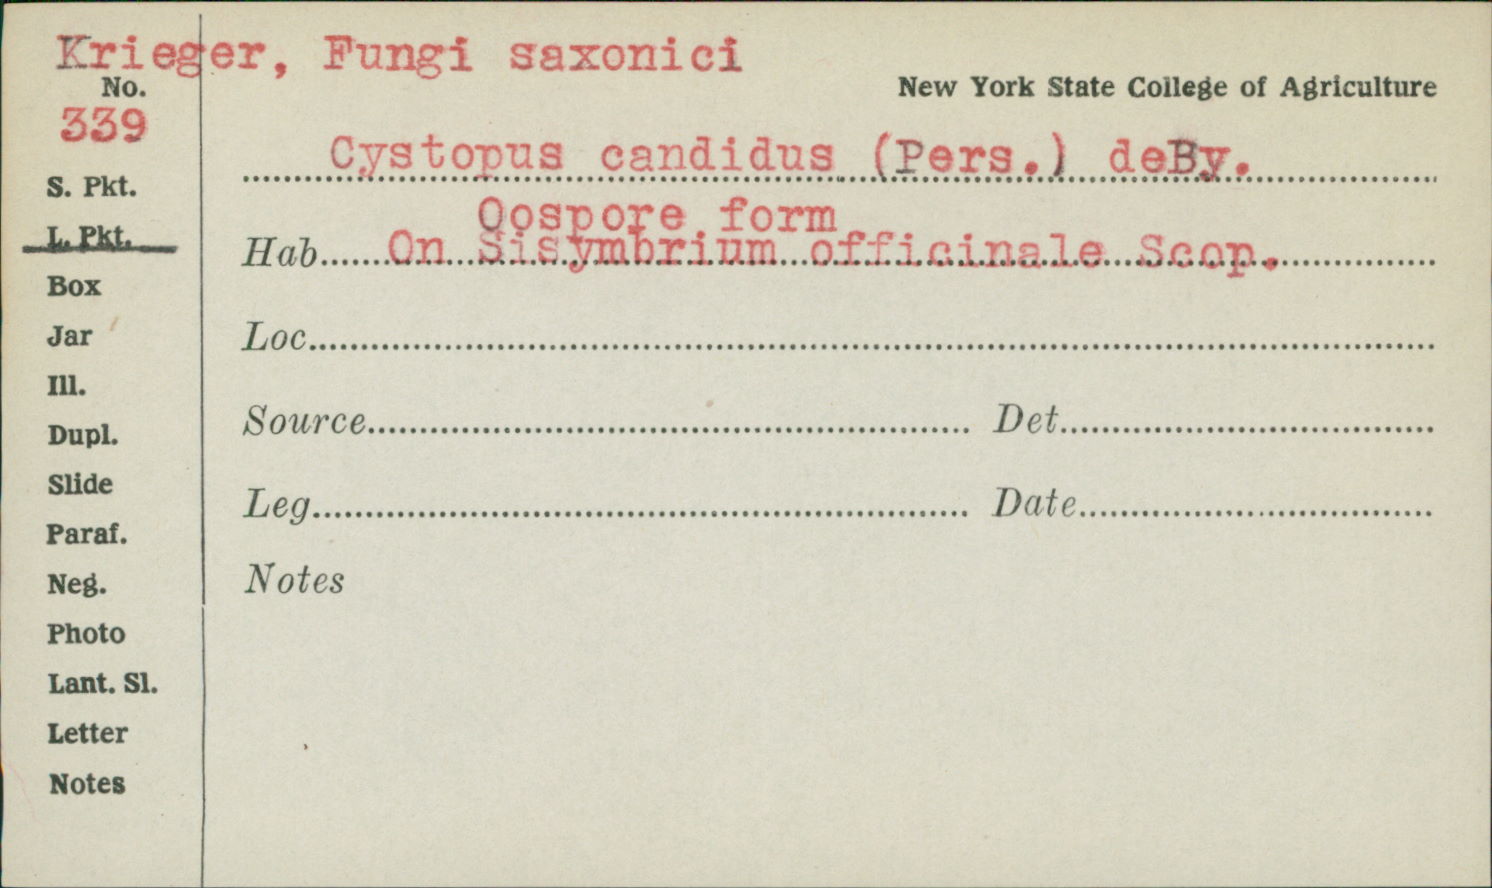 Krieger, Fungi saxonici
No.
339
New York State College of Agriculture
Cystopus candidus (Pers.) deBy.
Oospore form
Hab. On Sisymbrium officinale Scop.
Loc.
Source
Det.
Leg.
Date
Notes
S. Pkt.
L. Pkt.
Box
Jar
Ill.
Dupl.
Slide
Paraf.
Neg.
Photo
Lant. Sl.
Letter
Notes